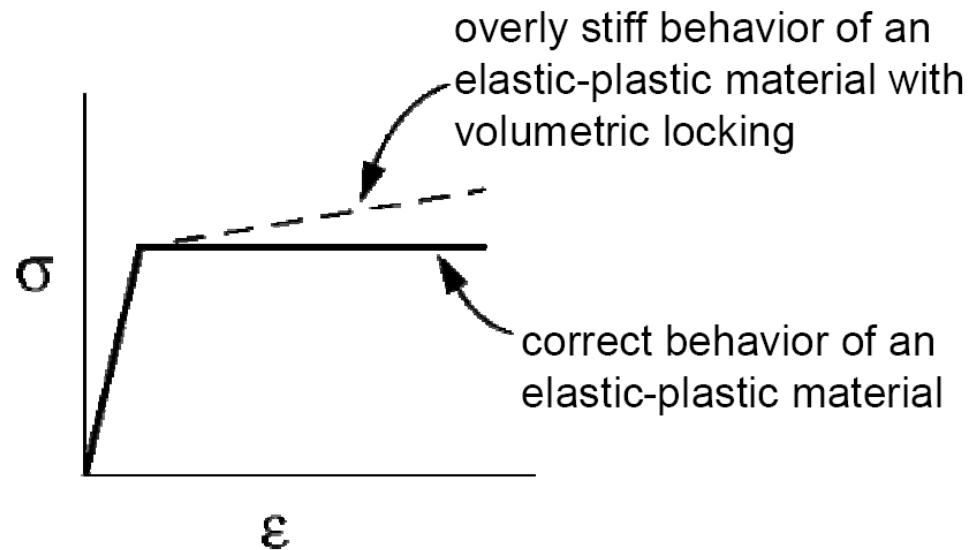 overly stiff behavior of an
elastic-plastic material with
volumetric locking
σ
correct behavior of an
elastic-plastic material
ε